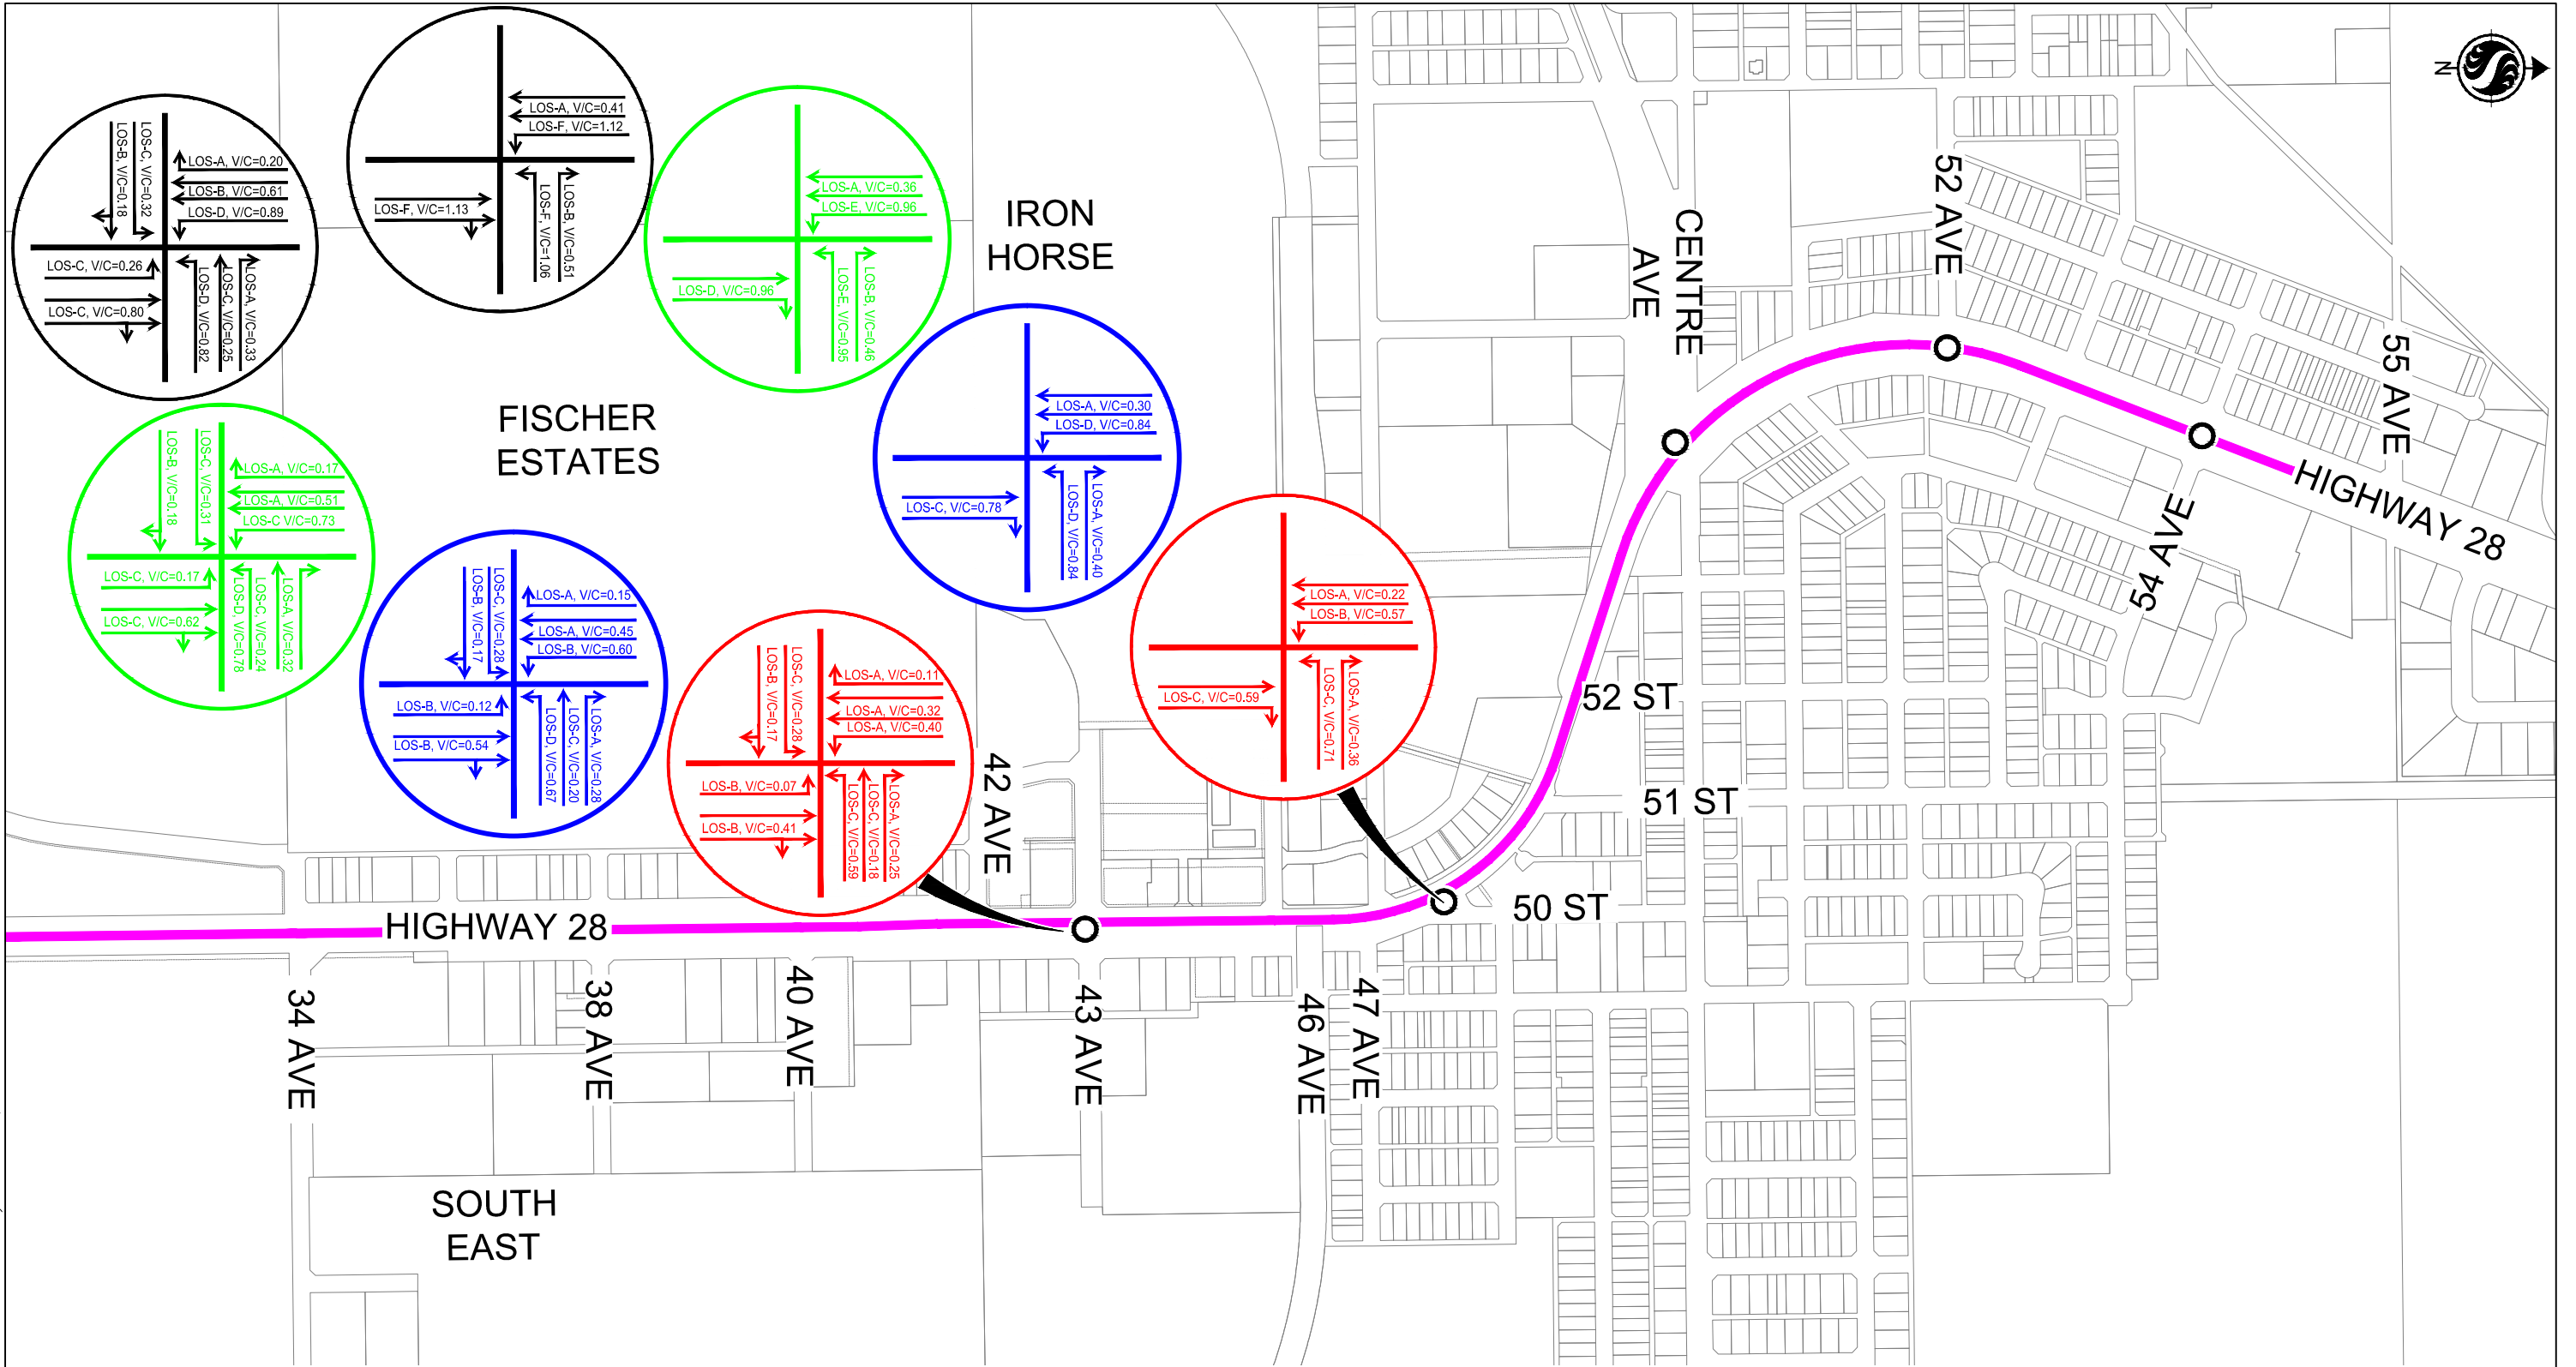 LOS-B, V/C=0.18
LOS-C, V/C=0.32
LOS-A, V/C=0.20
LOS-B, V/C=0.61
LOS-D, V/C=0.89
LOS-C, V/C=0.26
LOS-C, V/C=0.80
LOS-D, V/C=0.82
LOS-C, V/C=0.25
LOS-A, V/C=0.33
LOS-A, V/C=0.41
LOS-F, V/C=1.12
LOS-F, V/C=1.13
LOS-F, V/C=1.06
LOS-B, V/C=0.51
LOS-A, V/C=0.36
LOS-E, V/C=0.96
LOS-D, V/C=0.96
LOS-E, V/C=0.95
LOS-B, V/C=0.46
IRON
HORSE
N
FISCHER
ESTATES
LOS-A, V/C=0.30
LOS-D, V/C=0.84
LOS-C, V/C=0.78
LOS-D, V/C=0.84
LOS-A, V/C=0.40
LOS-B, V/C=0.18
LOS-C, V/C=0.31
LOS-A, V/C=0.17
LOS-A, V/C=0.51
LOS-C V/C=0.73
LOS-C, V/C=0.17
LOS-C, V/C=0.62
LOS-D, V/C=0.78
LOS-C, V/C=0.24
LOS-A, V/C=0.32
LOS-B, V/C=0.17
LOS-C, V/C=0.28
LOS-A, V/C=0.15
LOS-A, V/C=0.45
LOS-B, V/C=0.60
LOS-B, V/C=0.12
LOS-B, V/C=0.54
LOS-D, V/C=0.67
LOS-C, V/C=0.20
LOS-A, V/C=0.28
LOS-B, V/C=0.17
LOS-C, V/C=0.28
LOS-A, V/C=0.11
LOS-A, V/C=0.32
LOS-A, V/C=0.40
LOS-B, V/C=0.07
LOS-B, V/C=0.41
LOS-C, V/C=0.59
LOS-C, V/C=0.18
LOS-A, V/C=0.25
LOS-A, V/C=0.22
LOS-B, V/C=0.57
LOS-C, V/C=0.59
LOS-C, V/C=0.71
LOS-A, V/C=0.36
CENTRE
AVE
52 AVE
55 AVE
54 AVE
HIGHWAY 28
52 ST
51 ST
50 ST
42 AVE
HIGHWAY 28
34 AVE
38 AVE
40 AVE
43 AVE
46 AVE
47 AVE
SOUTH
EAST